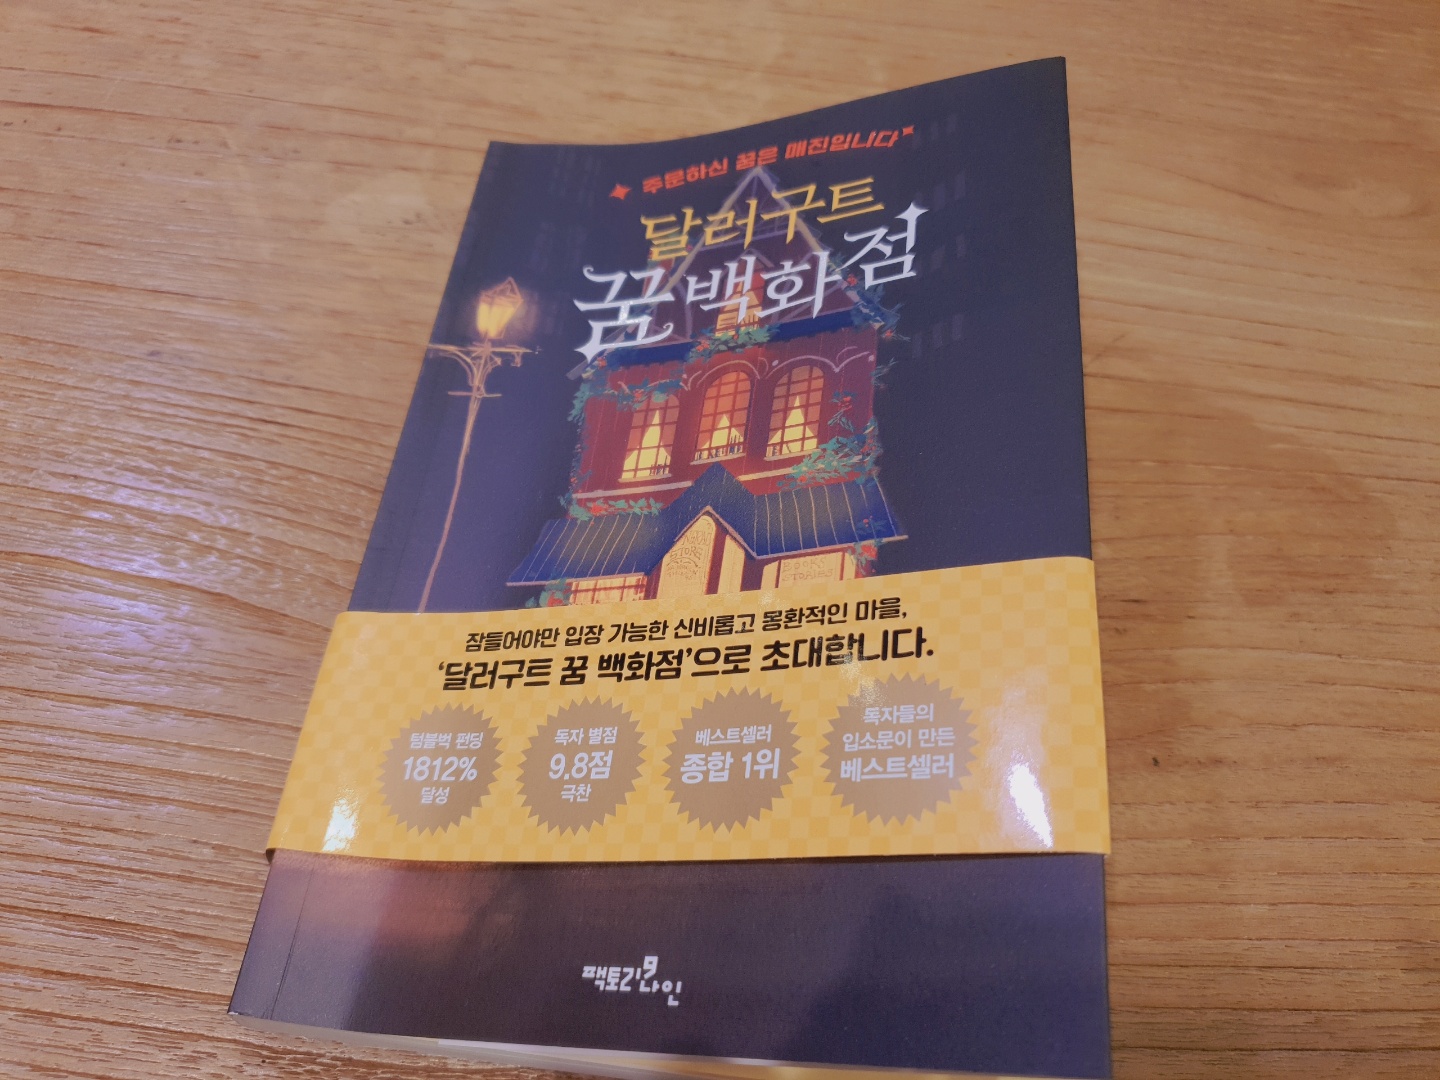 주문하신 꿈은 매진입니다
달러구트
꿈백화점
BOOKS
STORIES
잠들어야만 입장 가능한 신비롭고 몽환적인 마을,
'달러구트 꿈 백화점'으로 초대합니다.
텀블벅 펀딩
1812%
달성
독자 별점
9.8점
극찬
베스트셀러
종합 1위
독자들의
입소문이 만든
베스트셀러
팩토리나인